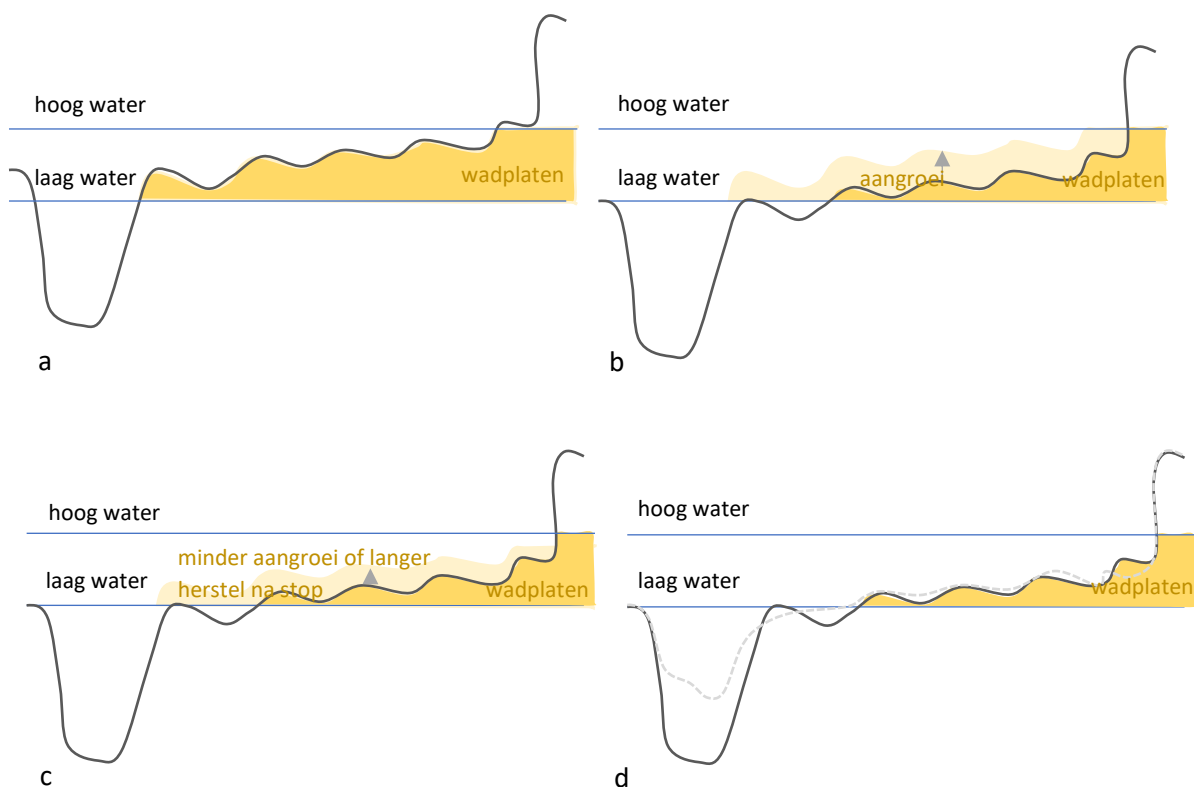 hoog water
laag water
wadplaten
a
hoog water
laag water
aangroei
wadplaten
b
hoog water
minder aangroei of langer
laag water
herstel na stop
wadplaten
c
hoog water
laag water
wadplaten
d